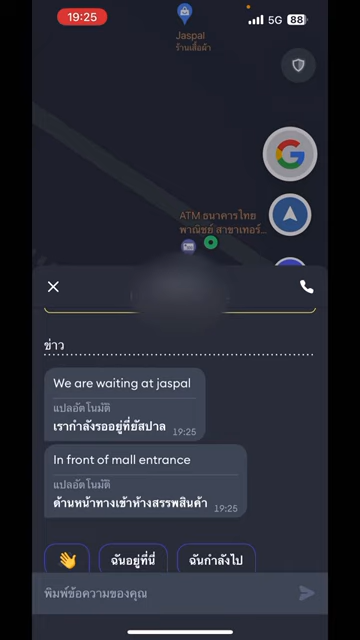 19:25
5G 88
Jaspal
ร้านเสื้อผ้า
ATM ธนาคารไทย
พาณิชย์ สาขาเทอร์...
ข่าว
We are waiting at jaspal
แปลอัตโนมัติ
เรากำลังรออยู่ที่ยัสปาล
19:25
In front of mall entrance
แปลอัตโนมัติ
ด้านหน้าทางเข้าห้างสรรพสินค้า
19:25
ฉันอยู่ที่นี่ ฉันกำลังไป
พิมพ์ข้อความของคุณ